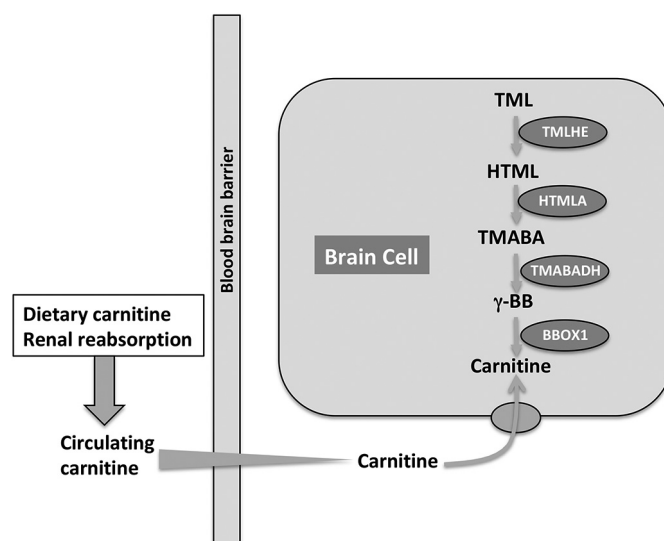 TML
TMLHE
HTML
HTMLA
TMABA
Brain Cell
TMABADH
γ-BB
BBOX1
Carnitine
Blood brain barrier
Dietary carnitine
Renal reabsorption
Circulating
carnitine
Carnitine